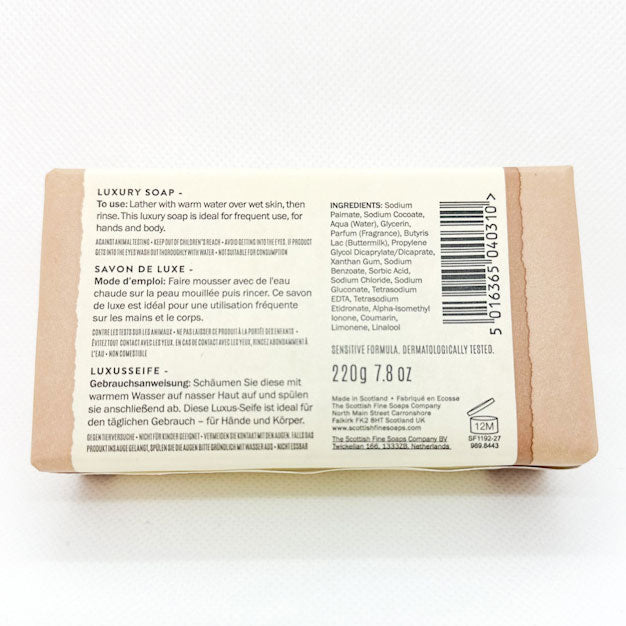 LUXURY SOAP -
To use: Lather with warm water over wet skin, then
rinse. This luxury soap is ideal for frequent use, for
hands and body.
AGAINST ANIMAL TESTING • KEEP OUT OF CHILDREN'S REACH • AVOID GETTING INTO THE EYES. IF PRODUCT
GETS INTO THE EYES WASH OUT THOROUGHLY WITH WATER • NOT SUITABLE FOR CONSUMPTION
SAVON DE LUXE -
Mode d'emploi: Faire mousser avec de l'eau
chaude sur la peau mouillée puis rincer. Ce savon
de luxe est idéal pour une utilisation fréquente
sur les mains et le corps.
CONTRE LES TESTS SUR LES ANIMAUX • NE PAS LAISSER CE PRODUIT À LA PORTÉE DES ENFANTS •
ÉVITEZ TOUT CONTACT AVEC LES YEUX. EN CAS DE CONTACT AVEC LES YEUX, RINCEZ ABONDAMMENT À
L'EAU • NON COMESTIBLE
LUXUSSEIFE -
Gebrauchsanweisung: Schäumen Sie diese mit
warmem Wasser auf nasser Haut auf und spülen
sie anschließend ab. Diese Luxus-Seife ist ideal für
den täglichen Gebrauch – für Hände und Körper.
GEGEN TIERVERSUCHE • NICHT FÜR KINDER GEEIGNET • VERMEIDEN SIE KONTAKT MIT DEN AUGEN. FALLS DAS
PRODUKT INS AUGE GELANGT, SPÜLEN SIE DIE AUGEN BITTE GRÜNDLICH MIT WASSER AUS • NICHT ESSBAR
INGREDIENTS: Sodium
Palmate, Sodium Cocoate,
Aqua (Water), Glycerin,
Parfum (Fragrance), Butyris
Lac (Buttermilk), Propylene
Glycol Dicaprylate/Dicaprate,
Xanthan Gum, Sodium
Benzoate, Sorbic Acid,
Sodium Chloride, Sodium
Gluconate, Tetrasodium
EDTA, Tetrasodium
Etidronate, Alpha-isomethyl
Ionone, Coumarin,
Limonene, Linalool
5 016365 040310 >
SENSITIVE FORMULA. DERMATOLOGICALLY TESTED.
220g 7.8 oz
Made in Scotland • Fabriqué en Ecosse
The Scottish Fine Soaps Company
North Main Street Carronshore
Falkirk FK2 8HT Scotland UK
www.scottishfinesoaps.com
The Scottish Fine Soaps Company BV
Twickelan 166, 1333ZB, Netherlands
12M
SF1192-27
989.8443